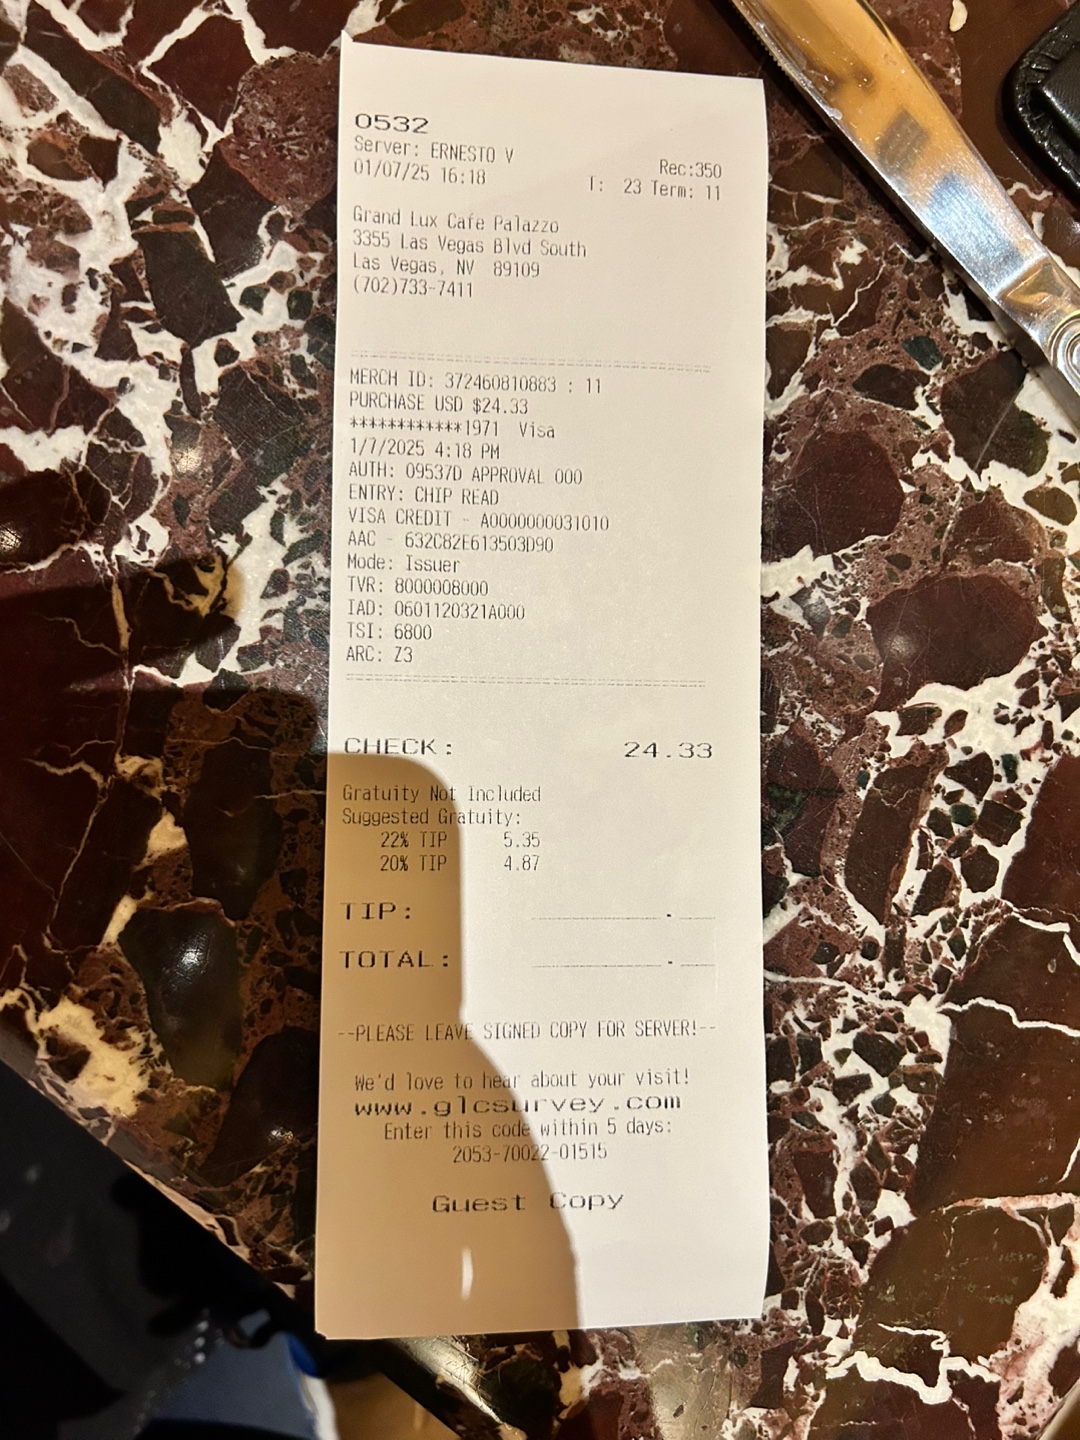 0532
Server: ERNESTO V Rec:350
01/07/25 16:18 T: 23 Term: 11
Grand Lux Cafe Palazzo
3355 Las Vegas Blvd South
Las Vegas, NV 89109
(702)733-7411
MERCH ID: 372460810883 : 11
PURCHASE USD $24.33
************1971 Visa
1/7/2025 4:18 PM
AUTH: 09537D APPROVAL 000
ENTRY: CHIP READ
VISA CREDIT - A0000000031010
AAC - 632C82E613503D90
Mode: Issuer
TVR: 8000008000
IAD: 0601120321A000
TSI: 6800
ARC: Z3
CHECK: 24.33
Gratuity Not Included
Suggested Gratuity:
22% TIP 5.35
20% TIP 4.87
TIP: .
TOTAL: .
--PLEASE LEAVE SIGNED COPY FOR SERVER!--
We'd love to hear about your visit!
www.glcsurvey.com
Enter this code within 5 days:
2053-70022-01515
Guest Copy